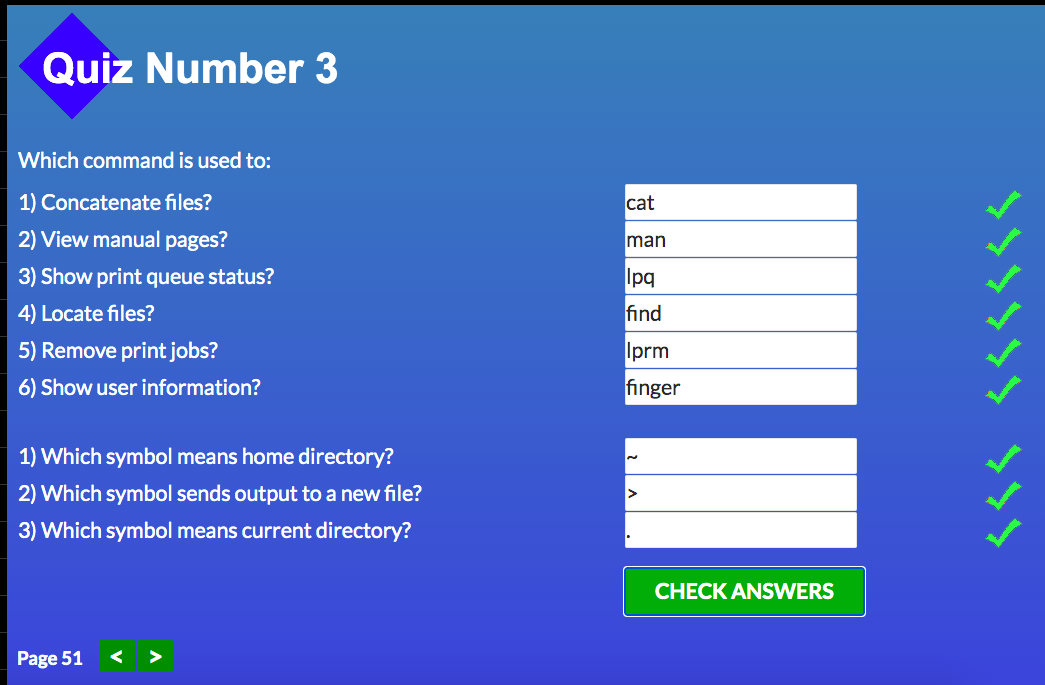 Quiz Number 3
Which command is used to:
1) Concatenate files? cat
2) View manual pages? man
3) Show print queue status? lpq
4) Locate files? find
5) Remove print jobs? lprm
6) Show user information? finger
1) Which symbol means home directory? ~
2) Which symbol sends output to a new file? >
3) Which symbol means current directory? .
CHECK ANSWERS
Page 51 < >